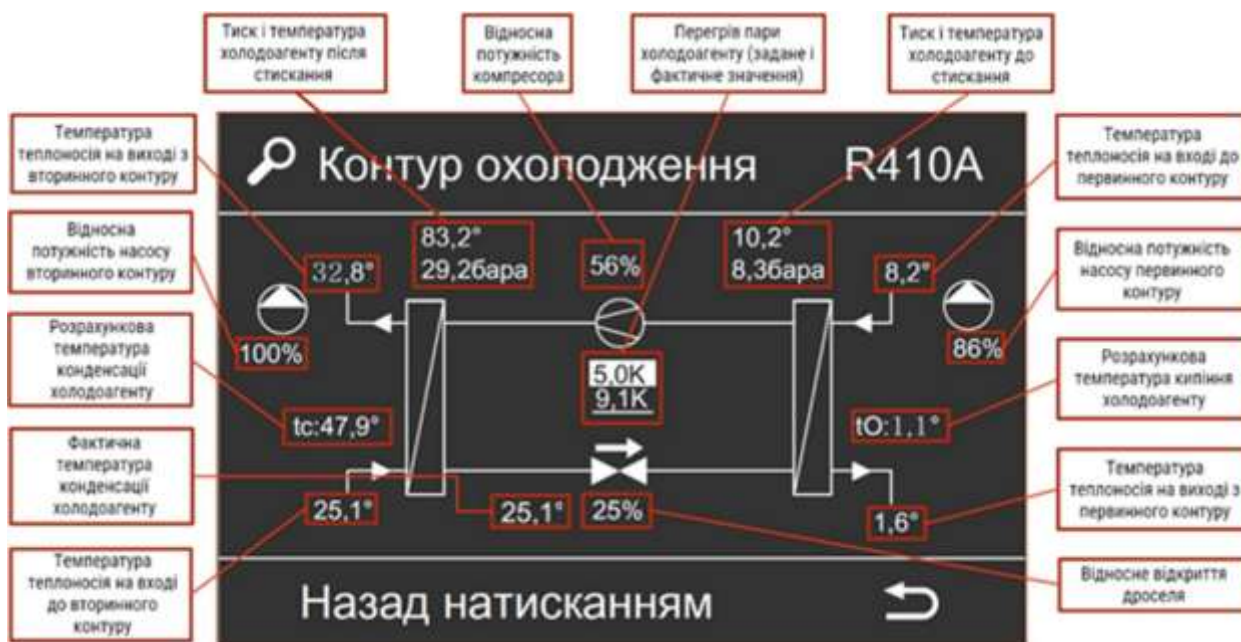 Тиск і температура
холодоагенту після
стискання
Відносна
потужність
компресора
Перегрів пари
холодоагенту (задане і
фактичне значення)
Тиск і температура
холодоагенту до
стискання
Температура
теплоносія на виході з
вторинного контуру
Відносна
потужність насосу
вторинного контуру
Розрахункова
температура
конденсації
холодоагенту
Фактична
температура
конденсації
холодоагенту
Температура
теплоносія на вході
до вторинного
контуру
Контур охолодження R410A
83,2°
29,2бара
56%
10,2°
8,3бара
32,8°
8,2°
100%
86%
5,0K
9,1K
tc:47,9°
tO:1,1°
25,1°
25,1°
25%
1,6°
Назад натисканням
Температура
теплоносія на вході до
первинного контуру
Відносна потужність
насосу первинного
контуру
Розрахункова
температура кипіння
холодоагенту
Температура
теплоносія на виході з
первинного контуру
Відносне відкриття
дроселя